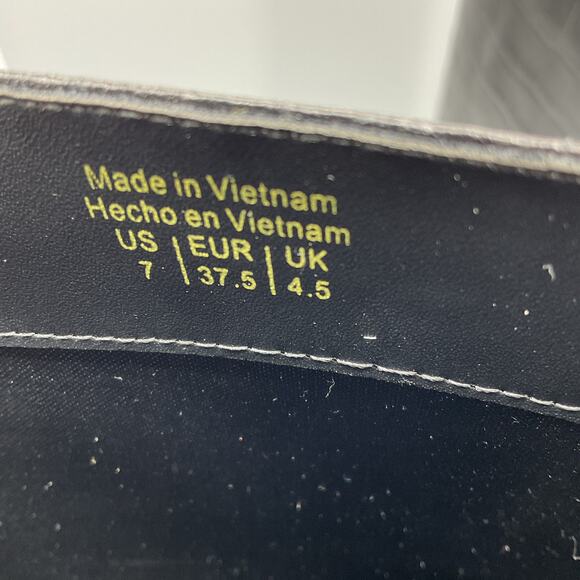 Made in Vietnam
Hecho en Vietnam
US | EUR | UK
7 | 37.5 | 4.5